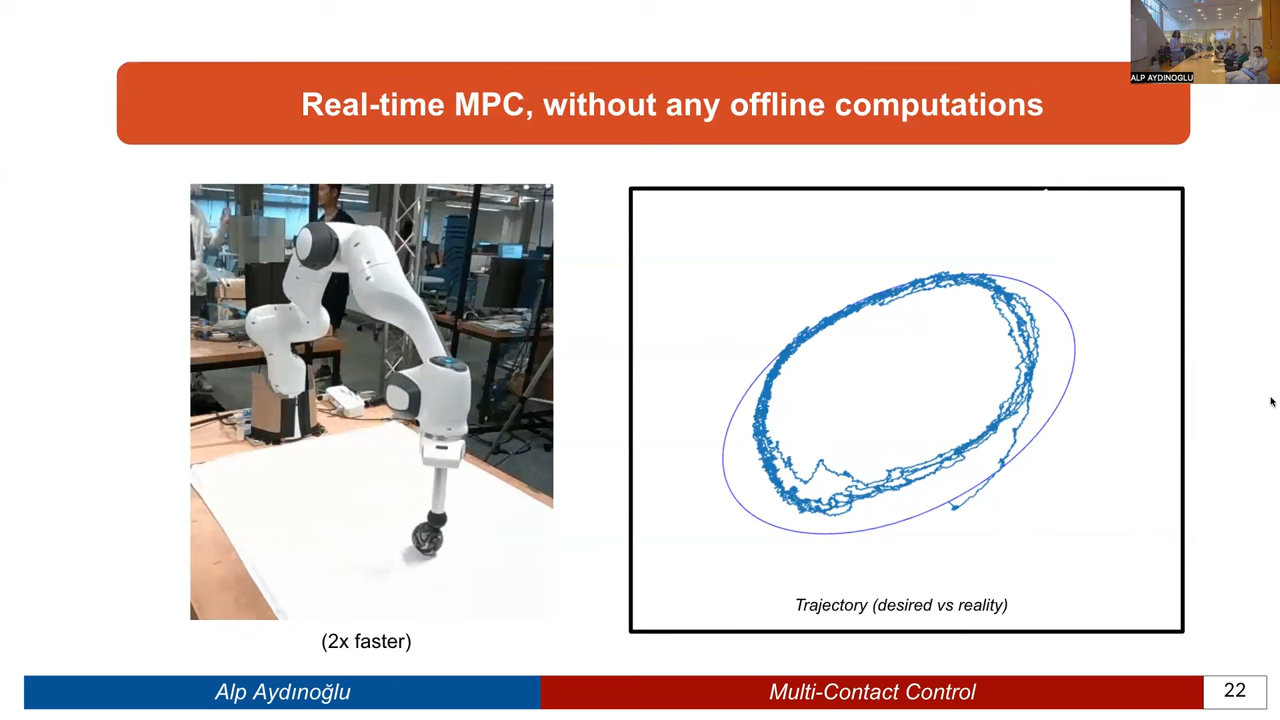 ALP AYDINOGLU
Real-time MPC, without any offline computations
Trajectory (desired vs reality)
(2x faster)
Alp Aydınoğlu
Multi-Contact Control
22